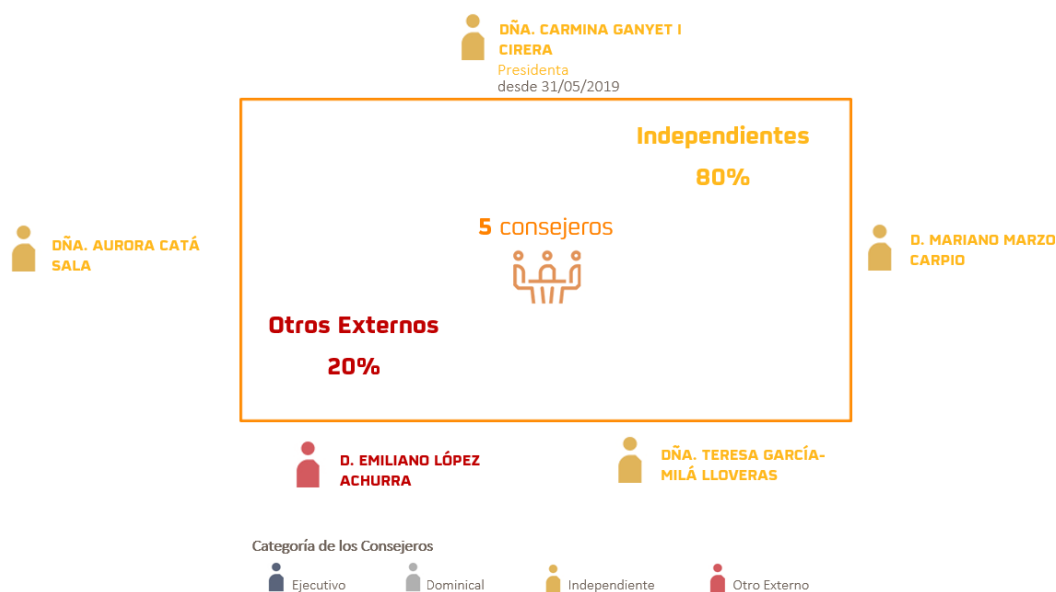 DÑA. CARMINA GANYET I
CIRERA
Presidenta
desde 31/05/2019
Independientes
80%
5 consejeros
DÑA. AURORA CATÁ
SALA
D. MARIANO MARZO
CARPIO
Otros Externos
20%
D. EMILIANO LÓPEZ
ACHURRA
DÑA. TERESA GARCÍA-
MILÁ LLOVERAS
Categoría de los Consejeros
Ejecutivo
Dominical
Independiente
Otro Externo